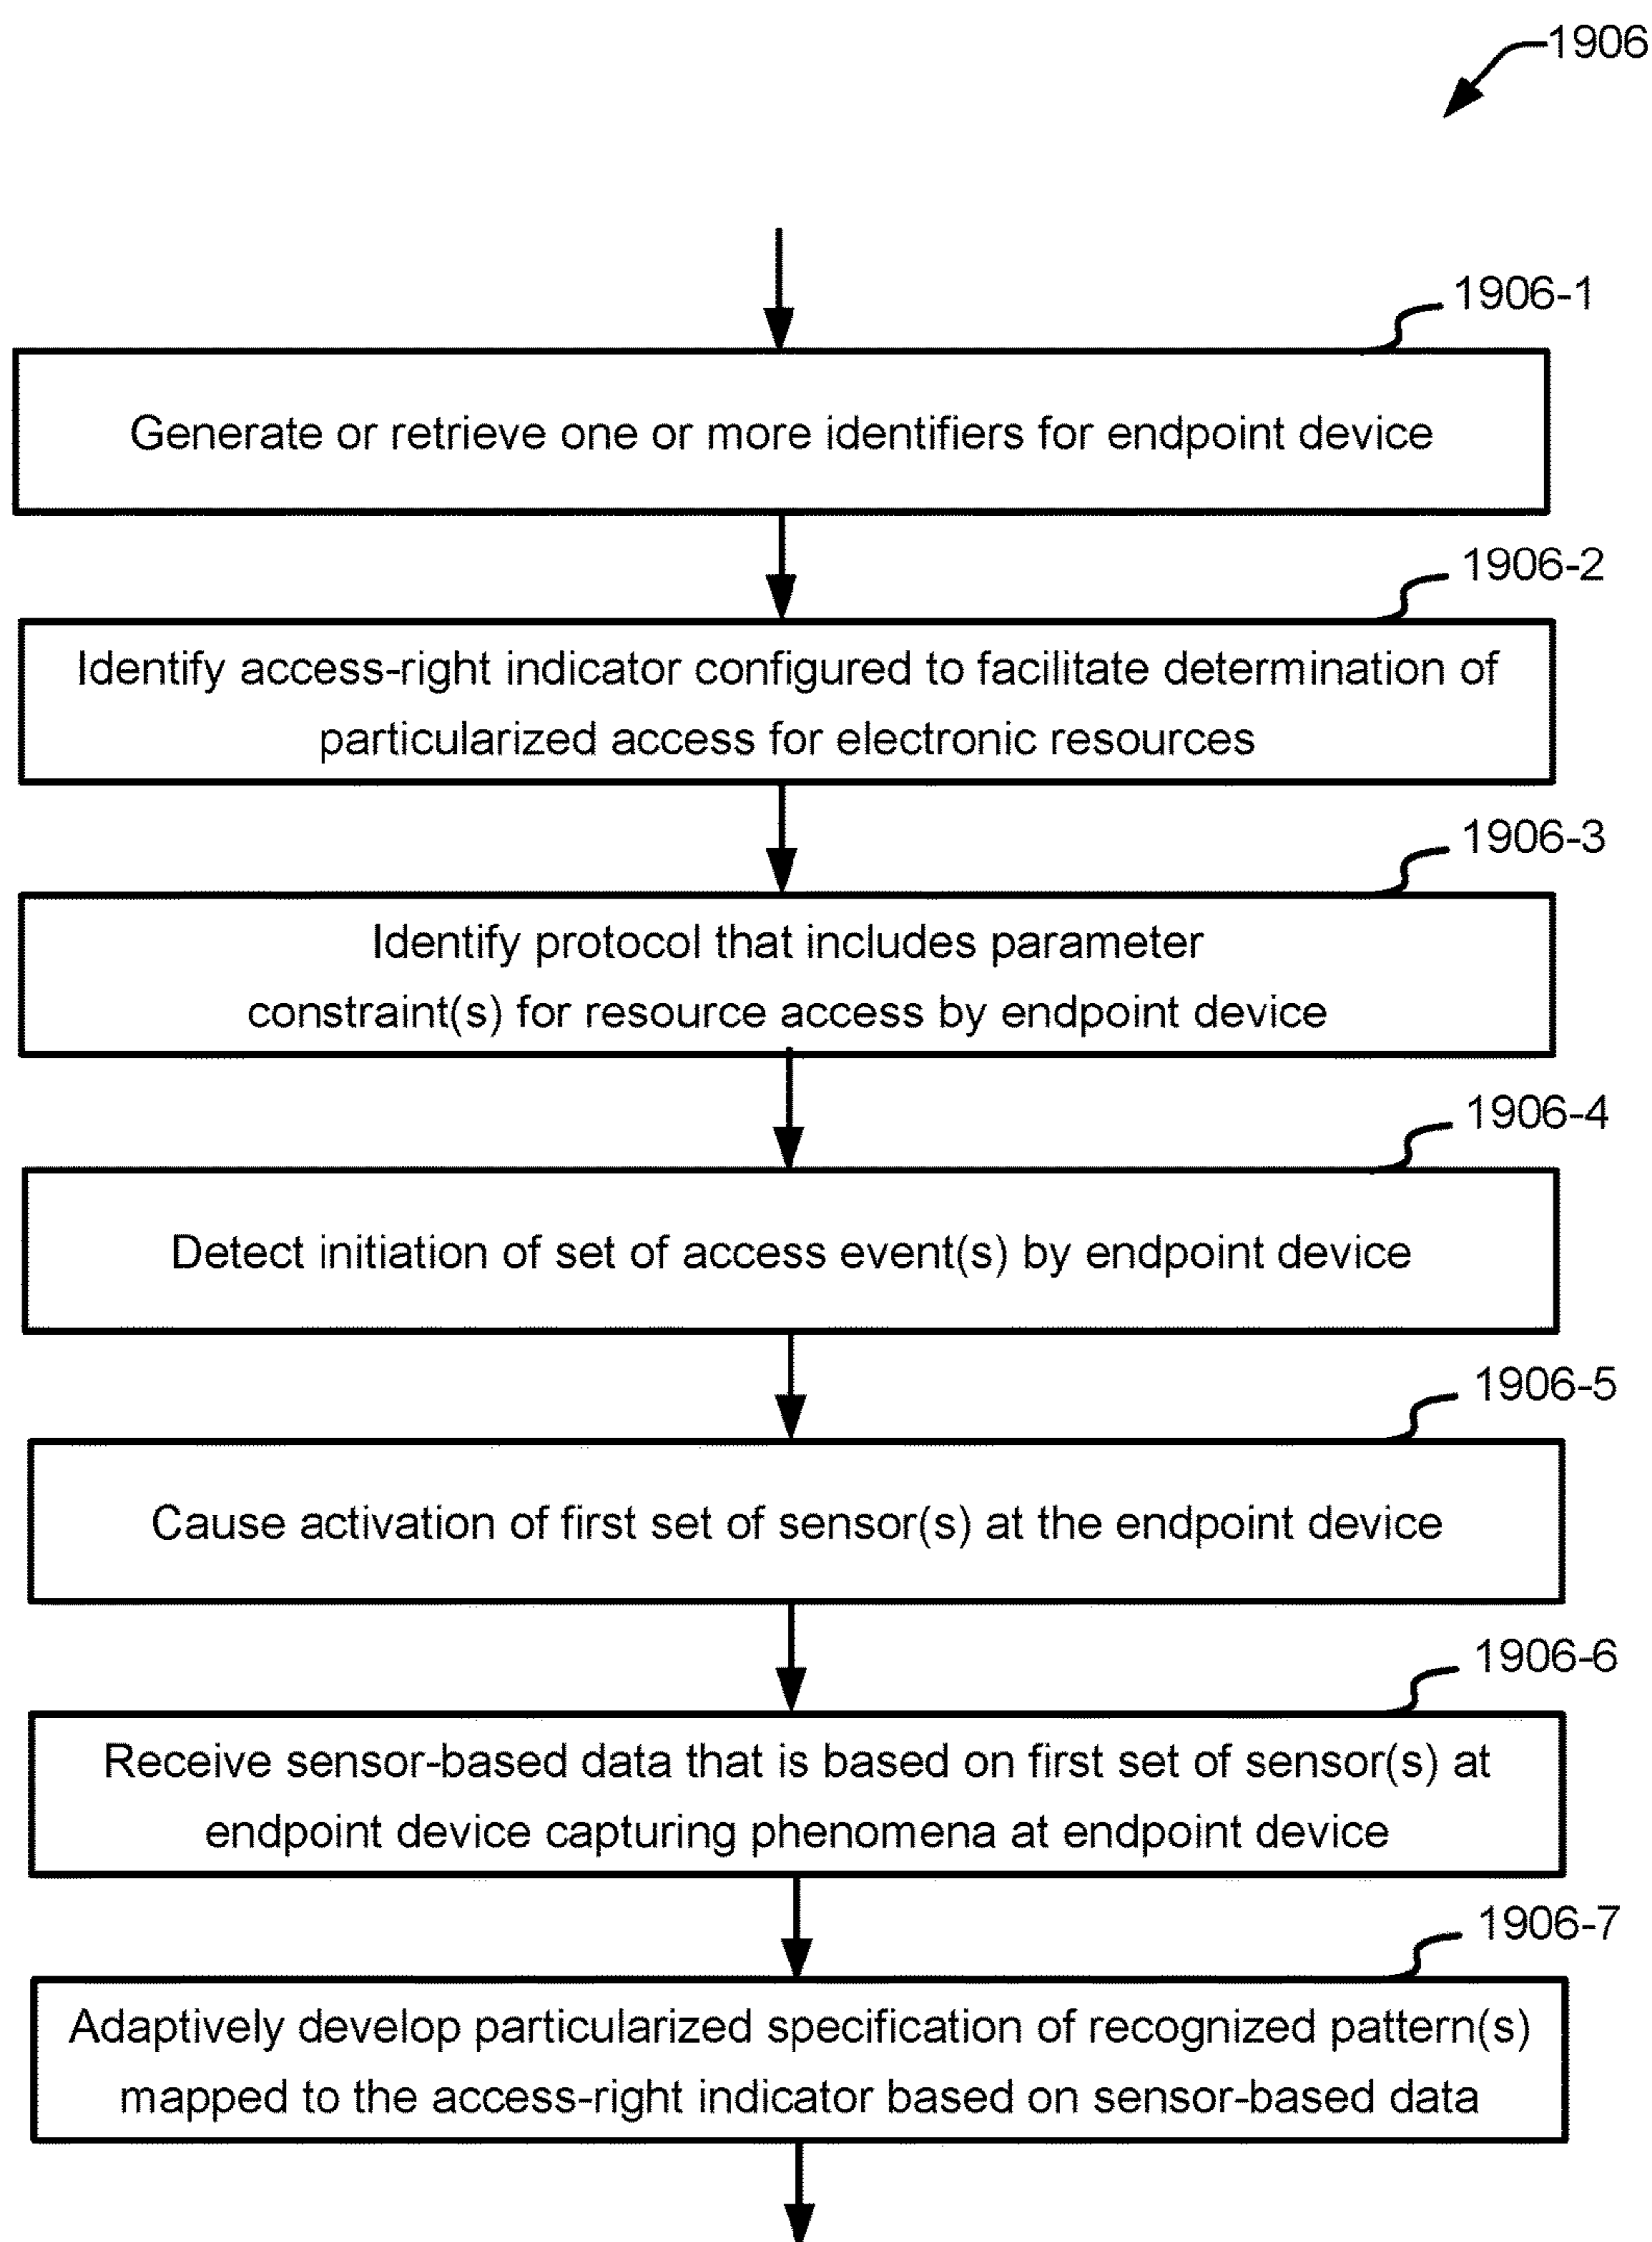 1906
1906-1
Generate or retrieve one or more identifiers for endpoint device
1906-2
Identify access-right indicator configured to facilitate determination of
particularized access for electronic resources
1906-3
Identify protocol that includes parameter
constraint(s) for resource access by endpoint device
1906-4
Detect initiation of set of access event(s) by endpoint device
1906-5
Cause activation of first set of sensor(s) at the endpoint device
1906-6
Receive sensor-based data that is based on first set of sensor(s) at
endpoint device capturing phenomena at endpoint device
1906-7
Adaptively develop particularized specification of recognized pattern(s)
mapped to the access-right indicator based on sensor-based data